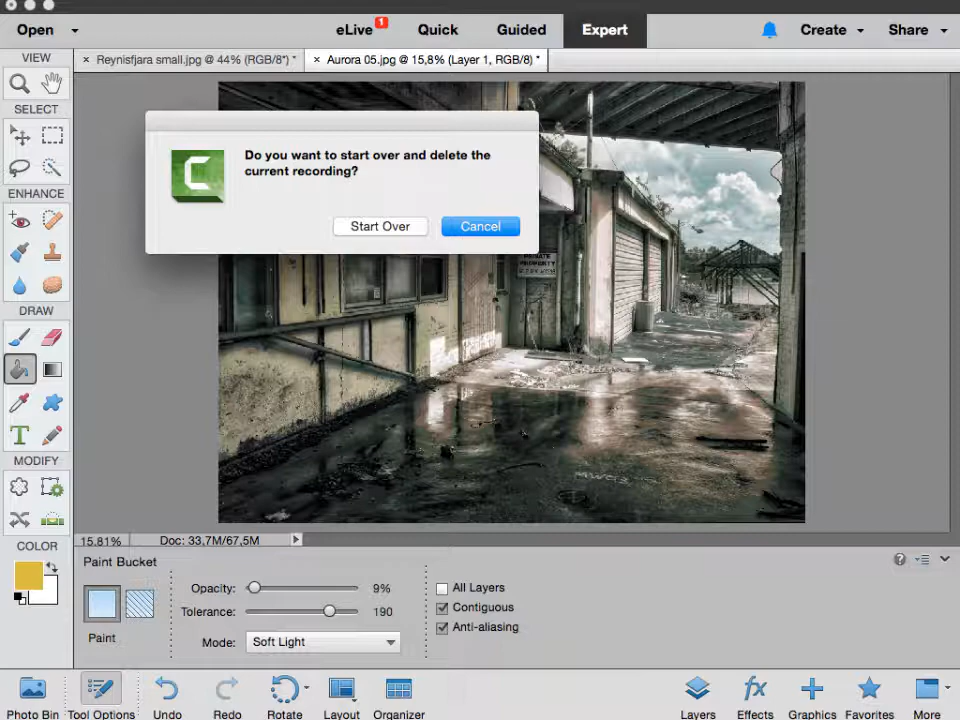 Open
eLive
1
Quick
Guided
Expert
Create
Share
VIEW
× Reynisfjara small.jpg @ 44% (RGB/8*) *
× Aurora 05.jpg @ 15,8% (Layer 1, RGB/8) *
SELECT
ENHANCE
DRAW
T
MODIFY
COLOR
Do you want to start over and delete the
current recording?
Start Over
Cancel
PRIVATE
PROPERTY
15.81%
Doc: 33,7M/67,5M
Paint Bucket
Paint
Opacity:
9%
Tolerance:
190
Mode:
Soft Light
All Layers
Contiguous
Anti-aliasing
Photo Bin
Tool Options
Undo
Redo
Rotate
Layout
Organizer
Layers
fx
Effects
Graphics
Favorites
More